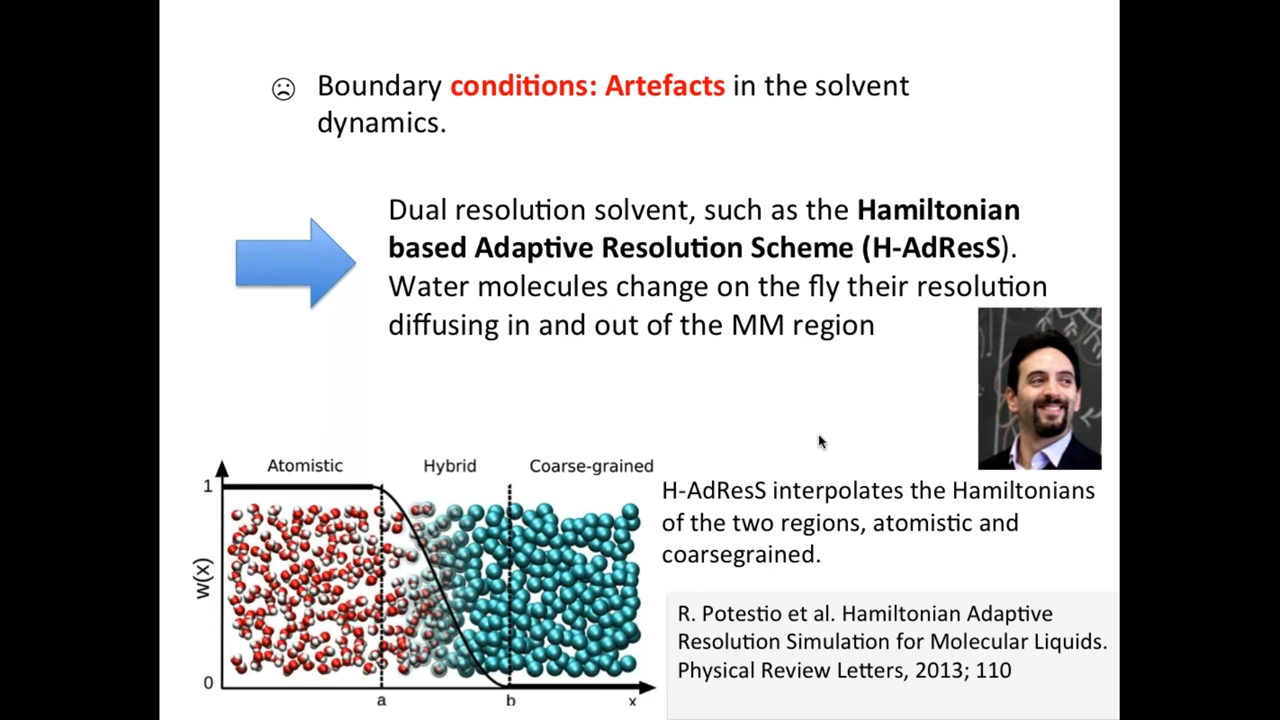 Boundary conditions: Artefacts in the solvent
dynamics.
Dual resolution solvent, such as the Hamiltonian
based Adaptive Resolution Scheme (H-AdResS).
Water molecules change on the fly their resolution
diffusing in and out of the MM region
Atomistic Hybrid Coarse-grained
1
w(x)
0
a b x
H-AdResS interpolates the Hamiltonians
of the two regions, atomistic and
coarsegrained.
R. Potestio et al. Hamiltonian Adaptive
Resolution Simulation for Molecular Liquids.
Physical Review Letters, 2013; 110